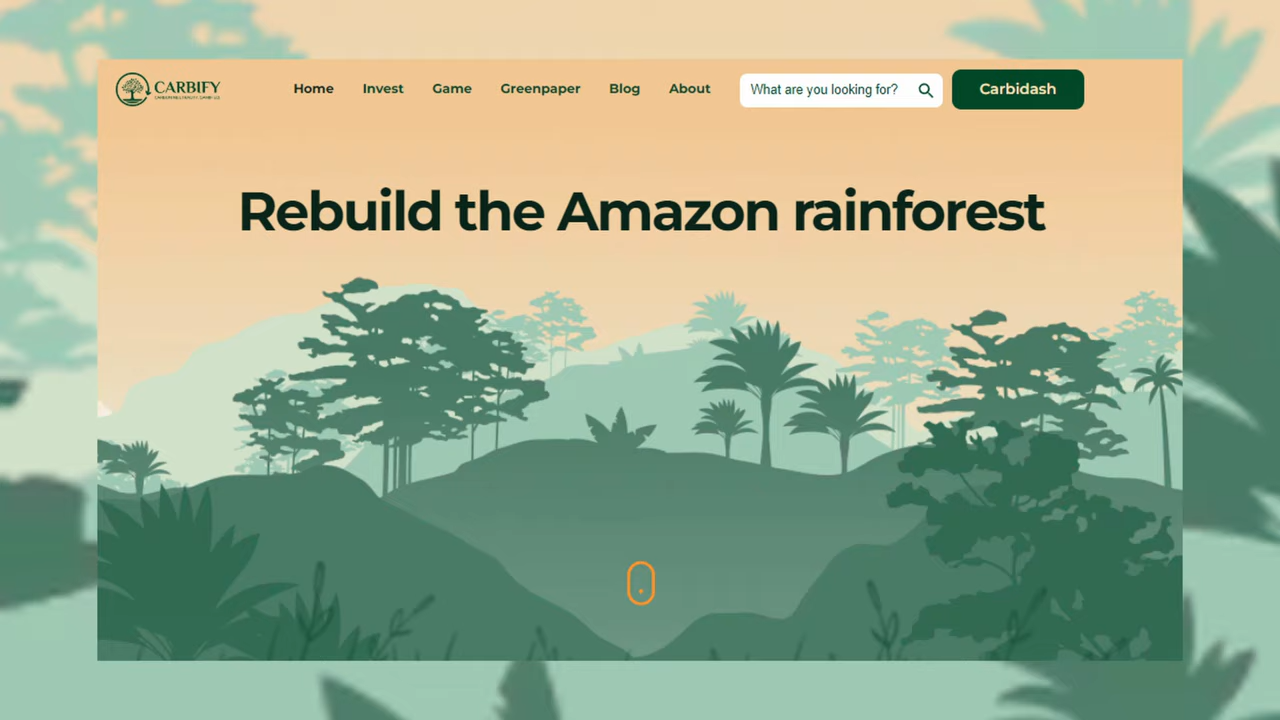 CARBIFY
Home
Invest
Game
Greenpaper
Blog
About
What are you looking for?
Carbidash
Rebuild the Amazon rainforest